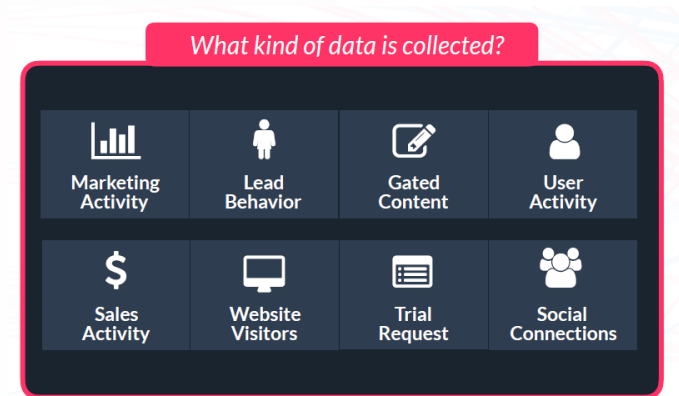 What kind of data is collected?
Marketing
Activity
Lead
Behavior
Gated
Content
User
Activity
$
Sales
Activity
Website
Visitors
Trial
Request
Social
Connections